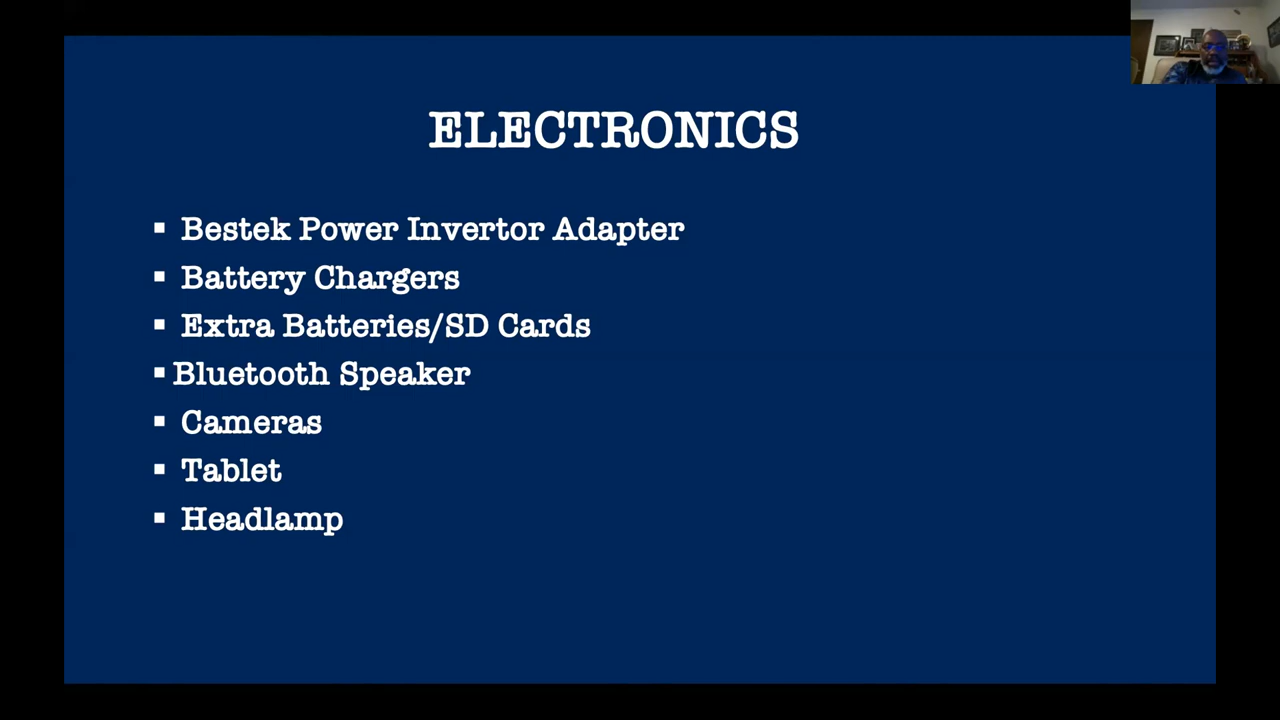 ELECTRONICS
▪ Bestek Power Invertor Adapter
▪ Battery Chargers
▪ Extra Batteries/SD Cards
▪ Bluetooth Speaker
▪ Cameras
▪ Tablet
▪ Headlamp